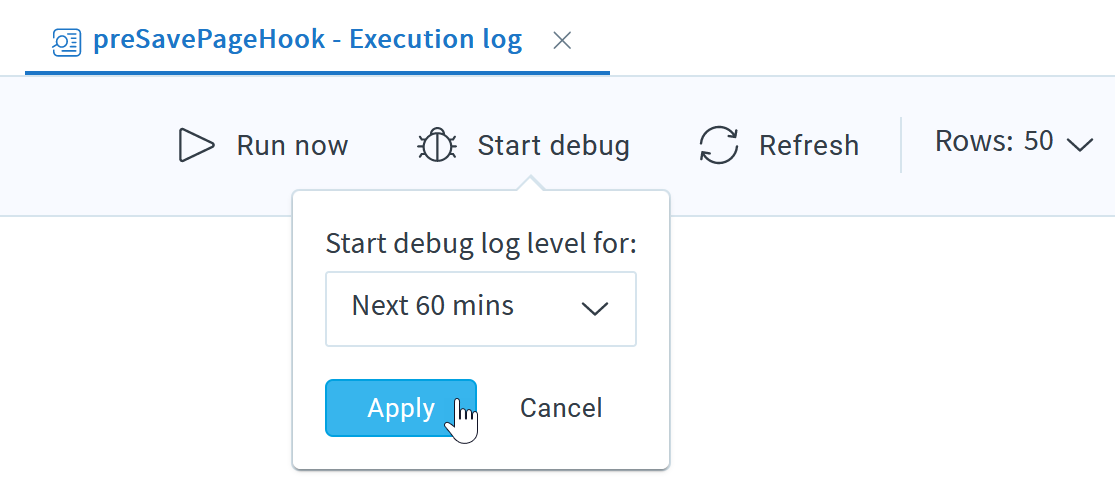 preSavePageHook - Execution log
Run now Start debug Refresh Rows: 50
Start debug log level for:
Next 60 mins
Apply Cancel